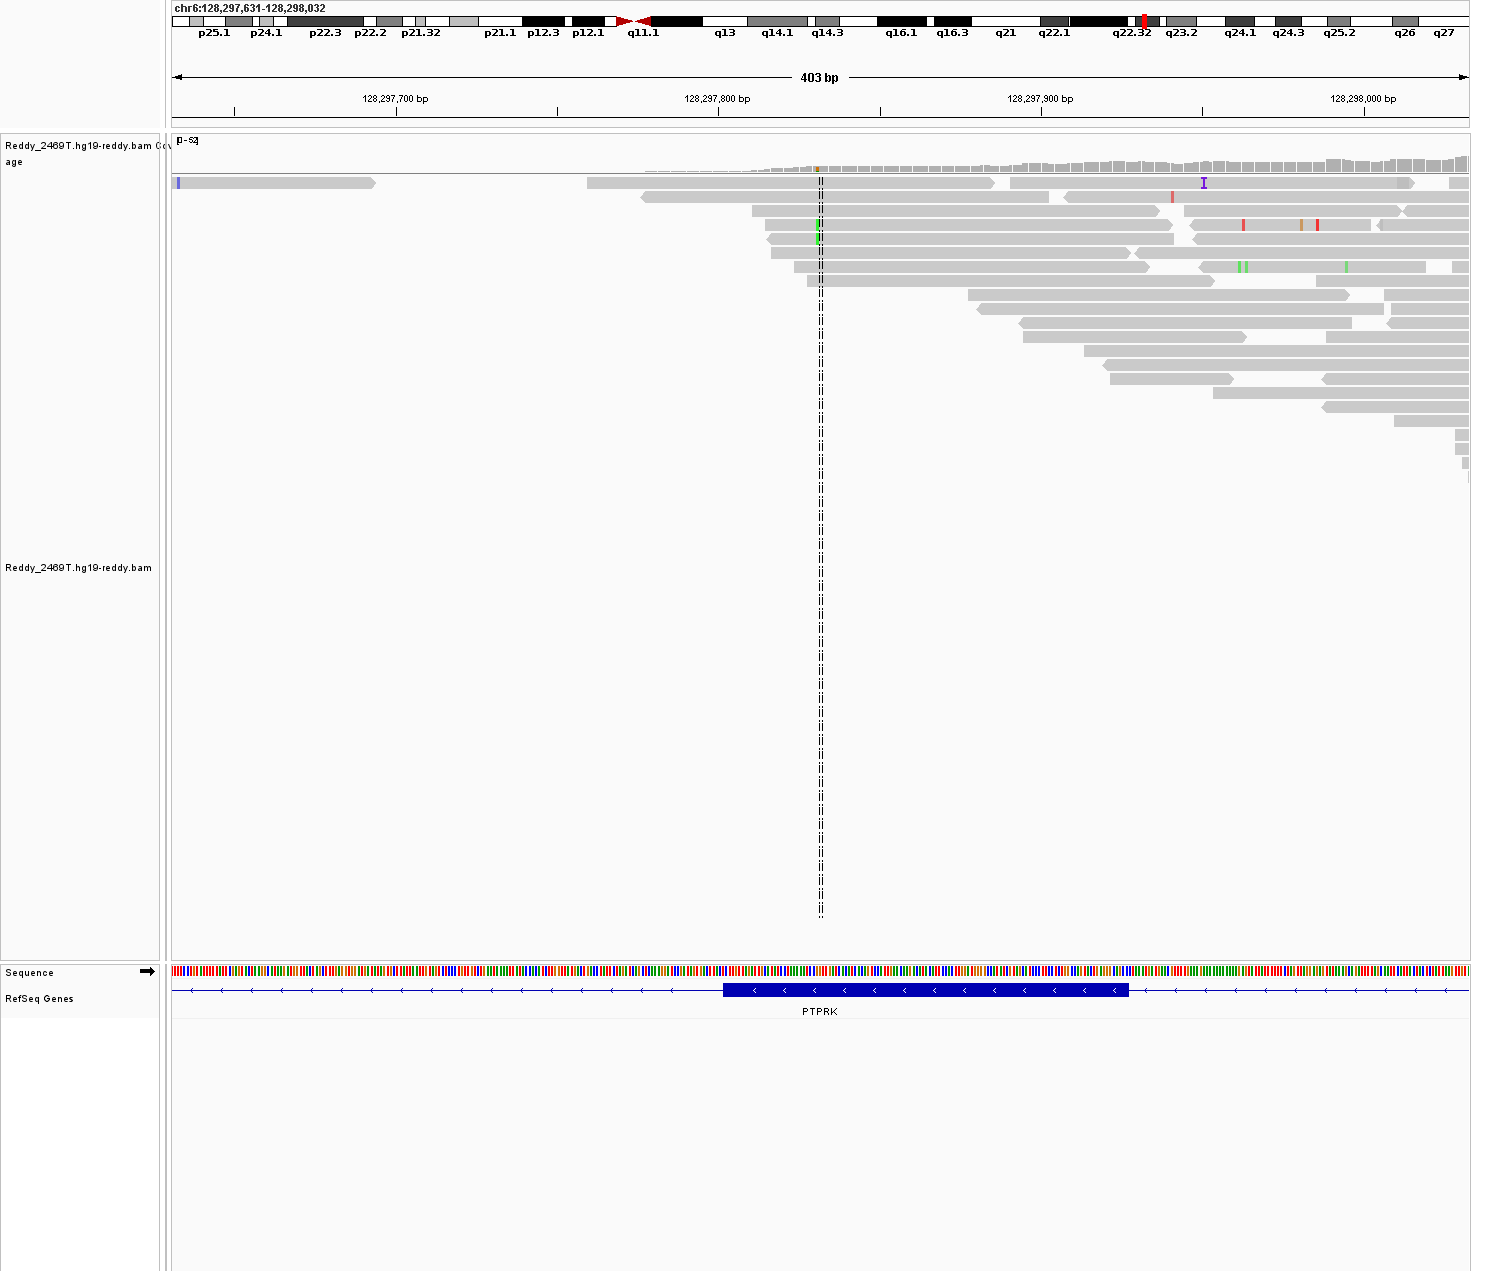 chr6:128,297,631-128,298,032
p25.1 p24.1 p22.3 p22.2 p21.32 p21.1 p12.3 p12.1 q11.1 q13 q14.1 q14.3 q16.1 q16.3 q21 q22.1 q22.32 q23.2 q24.1 q24.3 q25.2 q26 q27
403 bp
128,297,700 bp 128,297,800 bp 128,297,900 bp 128,298,000 bp
[0-52]
Reddy_2469T.hg19-reddy.bam Cov
age
Reddy_2469T.hg19-reddy.bam
Sequence
RefSeq Genes
PTPRK